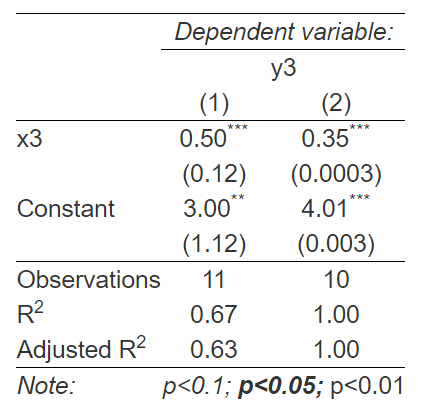 Dependent variable:
y3
(1) (2)
x3 0.50*** 0.35***
(0.12) (0.0003)
Constant 3.00** 4.01***
(1.12) (0.003)
Observations 11 10
R2 0.67 1.00
Adjusted R2 0.63 1.00
Note: p<0.1; p<0.05; p<0.01